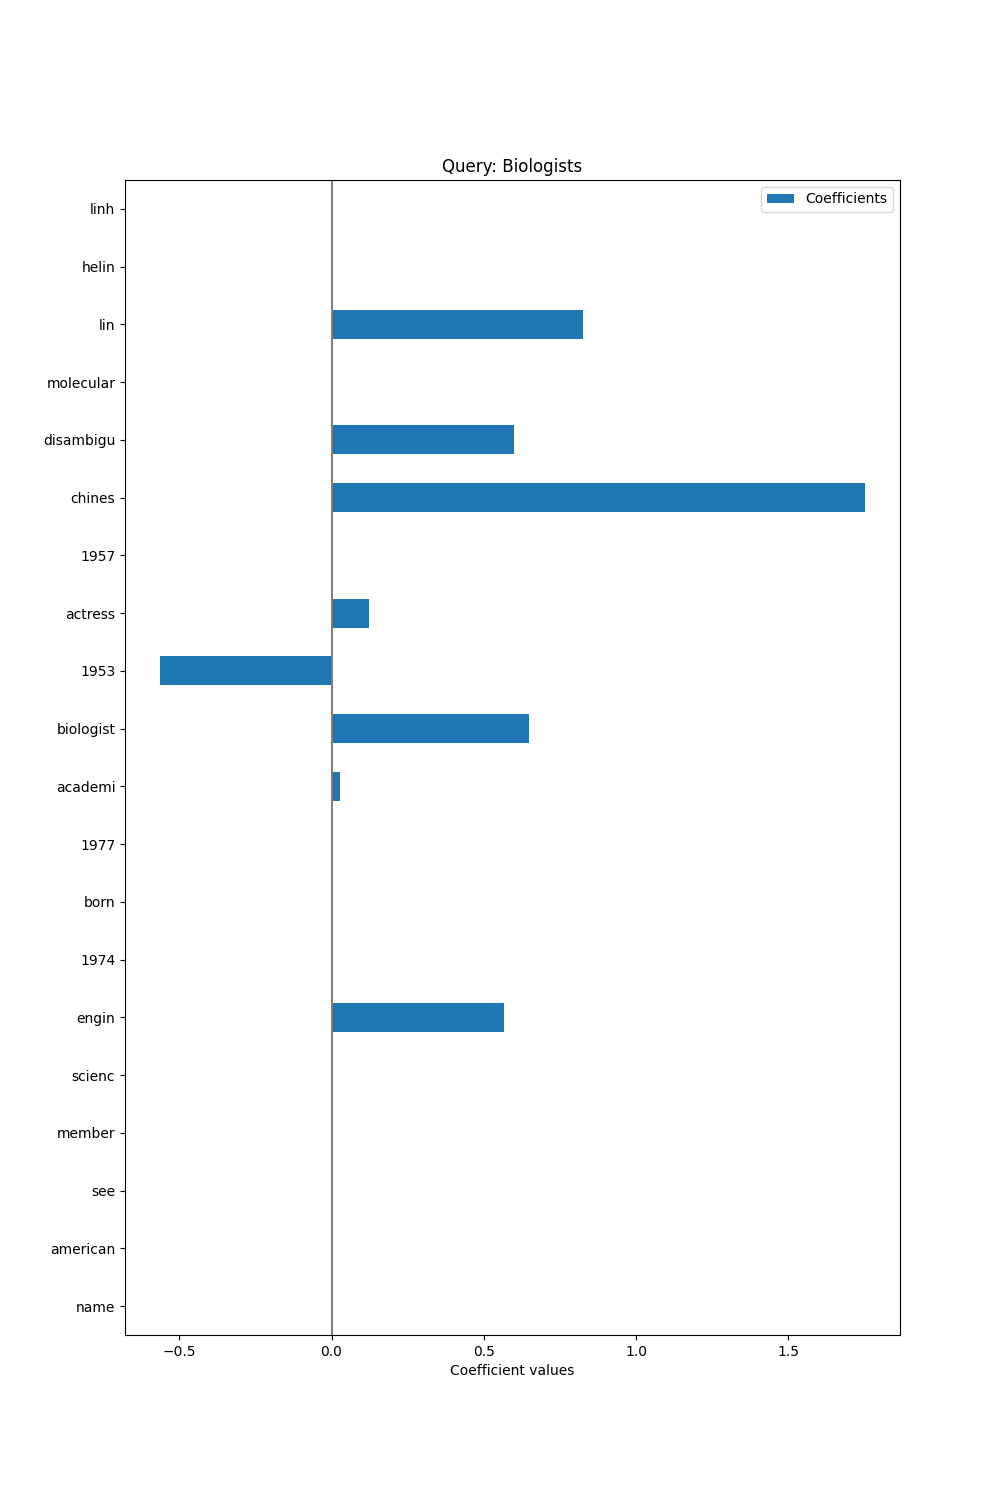 Query: Biologists
Coefficients
linh
helin
lin
molecular
disambigu
chines
1957
actress
1953
biologist
academi
1977
born
1974
engin
scienc
member
see
american
name
−0.5 0.0 0.5 1.0 1.5
Coefficient values